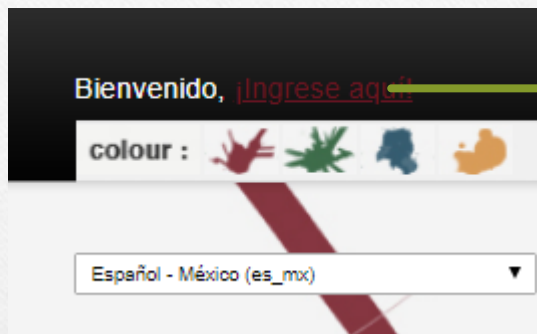 Bienvenido, ¡Ingrese aquí!
colour :
Español - México (es_mx)